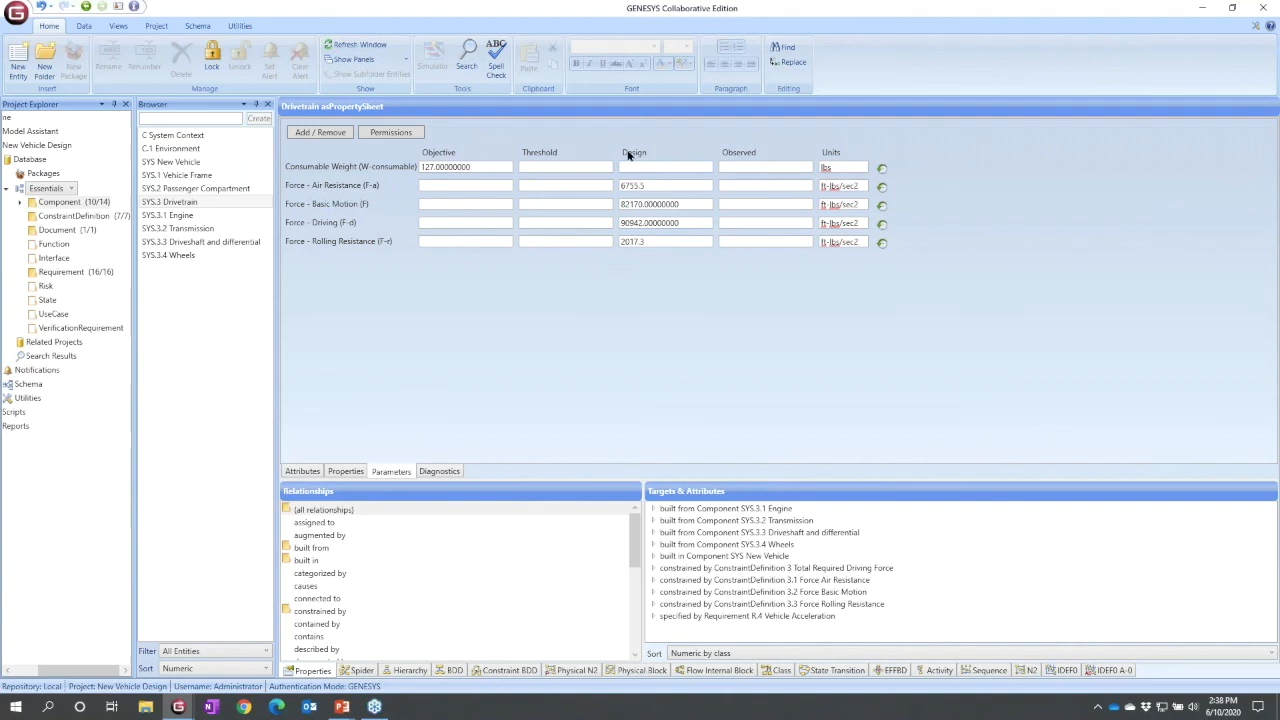 GENESYS Collaborative Edition
Home Data Views Project Schema Utilities
New Entity New Folder New Package Rename Renumber Delete Lock Unlock Set Alert Clear Alert
Refresh Window
Show Panels
Show Subfolder Entities
Simulator Search Spell Check Paste
Find
Replace
Insert Manage Show Tools Clipboard Font Paragraph Editing
Project Explorer
ne
Model Assistant
New Vehicle Design
Database
Packages
Essentials
Component (10/14)
ConstraintDefinition (7/7)
Document (1/1)
Function
Interface
Requirement (16/16)
Risk
State
UseCase
VerificationRequirement
Related Projects
Search Results
Notifications
Schema
Utilities
Scripts
Reports
Browser
Create
C System Context
C.1 Environment
SYS New Vehicle
SYS.1 Vehicle Frame
SYS.2 Passenger Compartment
SYS.3 Drivetrain
SYS.3.1 Engine
SYS.3.2 Transmission
SYS.3.3 Driveshaft and differential
SYS.3.4 Wheels
Filter All Entities
Sort Numeric
Drivetrain asPropertySheet
Add / Remove Permissions
Objective Threshold Design Observed Units
Consumable Weight (W-consumable) 127.00000000 lbs
Force - Air Resistance (F-a) 6755.5 ft-lbs/sec2
Force - Basic Motion (F) 82170.00000000 ft-lbs/sec2
Force - Driving (F-d) 90942.00000000 ft-lbs/sec2
Force - Rolling Resistance (F-r) 2017.3 ft-lbs/sec2
Attributes Properties Parameters Diagnostics
Relationships
(all relationships)
assigned to
augmented by
built from
built in
categorized by
causes
connected to
constrained by
contained by
contains
described by
Targets & Attributes
built from Component SYS.3.1 Engine
built from Component SYS.3.2 Transmission
built from Component SYS.3.3 Driveshaft and differential
built from Component SYS.3.4 Wheels
built in Component SYS New Vehicle
constrained by ConstraintDefinition 3 Total Required Driving Force
constrained by ConstraintDefinition 3.1 Force Air Resistance
constrained by ConstraintDefinition 3.2 Force Basic Motion
constrained by ConstraintDefinition 3.3 Force Rolling Resistance
specified by Requirement R.4 Vehicle Acceleration
Sort Numeric by class
Properties Spider Hierarchy BDD Constraint BDD Physical N2 Physical Block Flow Internal Block Class State Transition EFFBD Activity Sequence N2 IDEF0 IDEF0 A-0
Repository: Local Project: New Vehicle Design Username: Administrator Authentication Mode: GENESYS
2:38 PM
6/10/2020